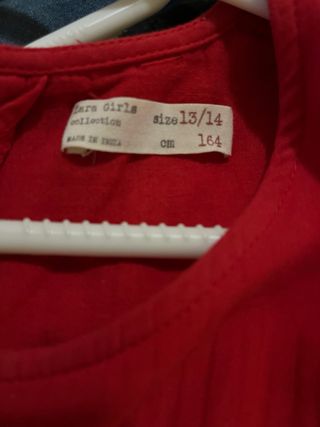 Zara Girls
collection
size 13/14
MADE IN INDIA
cm 164